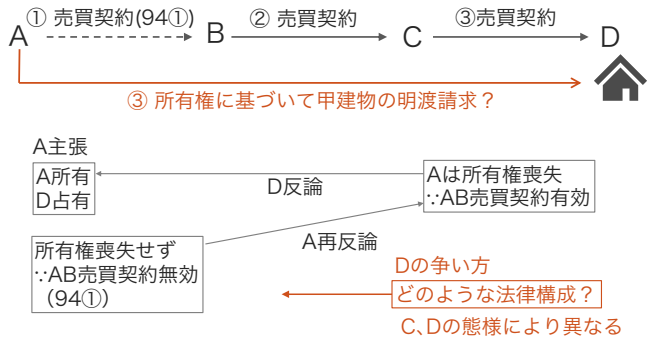 ① 売買契約(94①)
② 売買契約
③売買契約
A
B
C
D
③ 所有権に基づいて甲建物の明渡請求？
A主張
A所有
D占有
D反論
Aは所有権喪失
∵AB売買契約有効
A再反論
所有権喪失せず
∵AB売買契約無効
（94①）
Dの争い方
どのような法律構成？
C、Dの態様により異なる